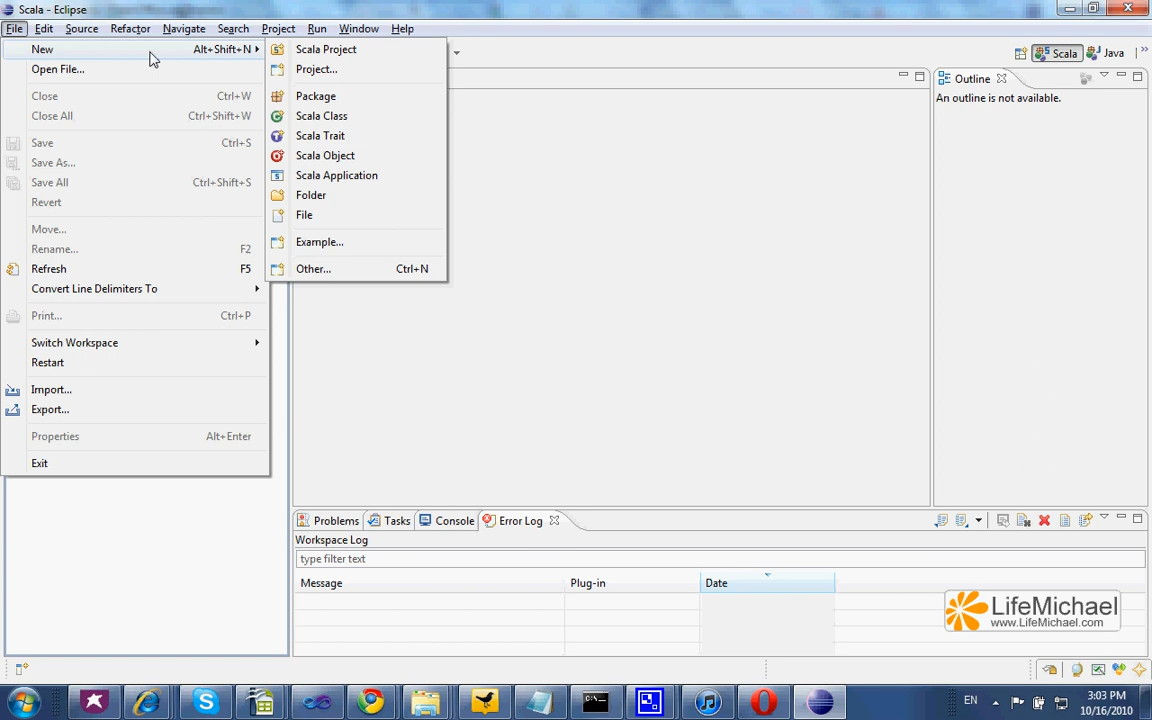 Scala - Eclipse
File Edit Source Refactor Navigate Search Project Run Window Help
New Alt+Shift+N
Open File...
Close Ctrl+W
Close All Ctrl+Shift+W
Save Ctrl+S
Save As...
Save All Ctrl+Shift+S
Revert
Move...
Rename... F2
Refresh F5
Convert Line Delimiters To
Print... Ctrl+P
Switch Workspace
Restart
Import...
Export...
Properties Alt+Enter
Exit
Scala Project
Project...
Package
Scala Class
Scala Trait
Scala Object
Scala Application
Folder
File
Example...
Other... Ctrl+N
Scala Java
Outline
An outline is not available.
Problems Tasks Console Error Log
Workspace Log
type filter text
Message Plug-in Date
LifeMichael
www.LifeMichael.com
EN 3:03 PM
10/16/2010